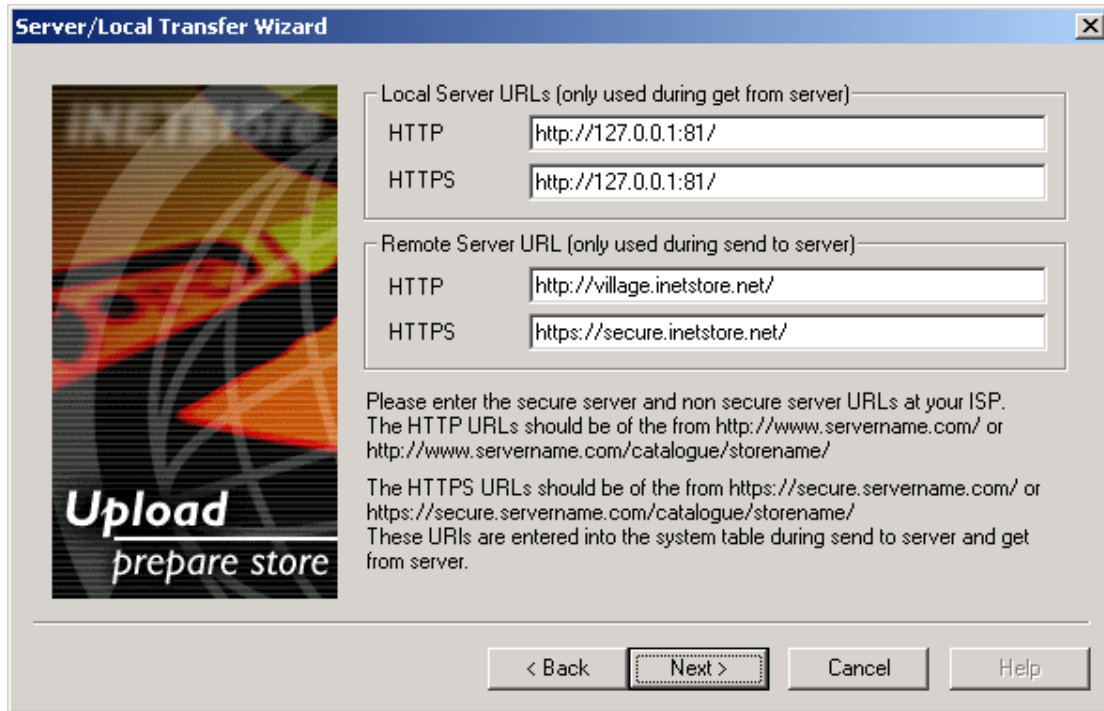 Server/Local Transfer Wizard
INETstore
Local Server URLs (only used during get from server)
HTTP http://127.0.0.1:81/
HTTPS http://127.0.0.1:81/
Remote Server URL (only used during send to server)
HTTP http://village.inetstore.net/
HTTPS https://secure.inetstore.net/
Please enter the secure server and non secure server URLs at your ISP.
The HTTP URLs should be of the from http://www.servername.com/ or
http://www.servername.com/catalogue/storename/
The HTTPS URLs should be of the from https://secure.servername.com/ or
https://secure.servername.com/catalogue/storename/
These URIs are entered into the system table during send to server and get
from server.
Upload
prepare store
< Back Next > Cancel Help